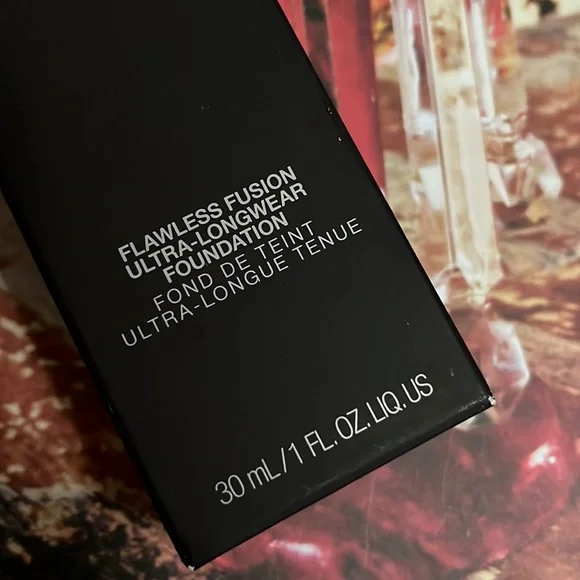 FLAWLESS FUSION
ULTRA-LONGWEAR
FOUNDATION
FOND DE TEINT
ULTRA-LONGUE TENUE
30 mL/1 FL. OZ. LIQ. US